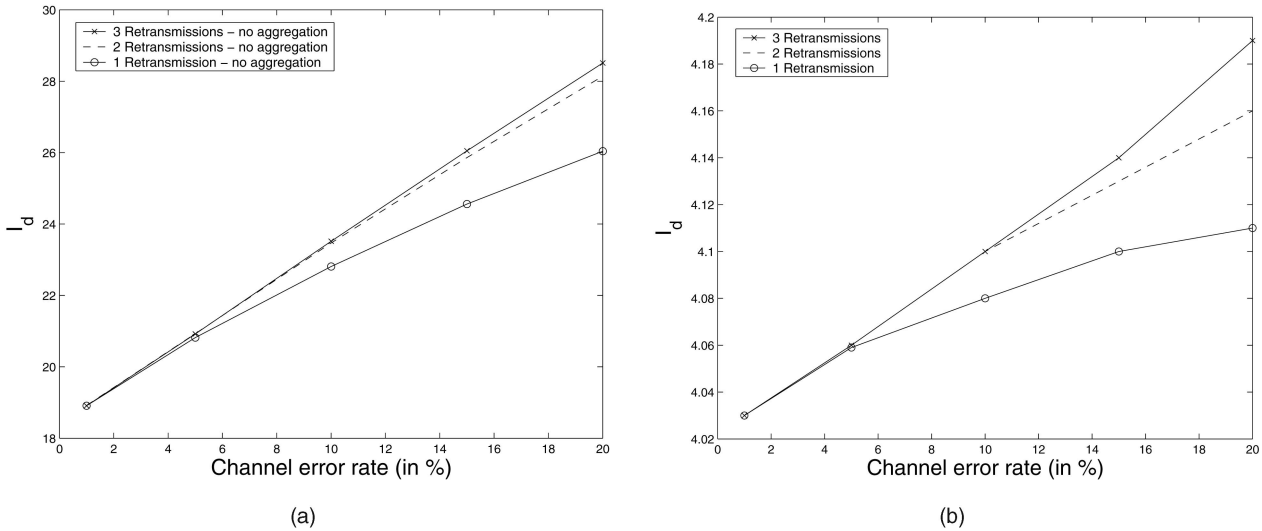 30
28
26
24
22
20
18
I_d
3 Retransmissions – no aggregation
2 Retransmissions – no aggregation
1 Retransmission – no aggregation
0 2 4 6 8 10 12 14 16 18 20
Channel error rate (in %)
(a)
4.2
4.18
4.16
4.14
4.12
4.1
4.08
4.06
4.04
4.02
I_d
3 Retransmissions
2 Retransmissions
1 Retransmission
0 2 4 6 8 10 12 14 16 18 20
Channel error rate (in %)
(b)